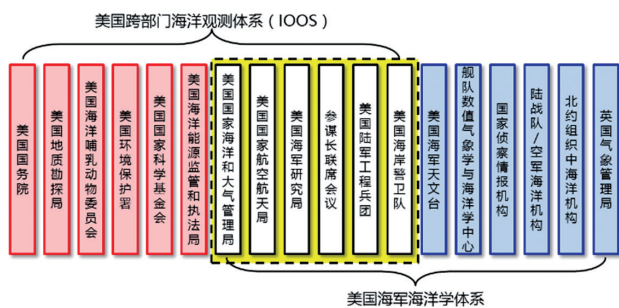 美国跨部门海洋观测体系（IOOS）
美国国务院
美国地质勘探局
美国海洋哺乳动物委员会
美国环境保护署
美国国家科学基金会
美国海洋能源监管和执法局
美国国家海洋和大气管理局
美国国家航空航天局
美国海军研究局
参谋长联席会议
美国陆军工程兵团
美国海岸警卫队
美国海军天文台
舰队数值气象学与海洋学中心
国家侦察情报机构
陆战队/空军海洋机构
北约组织中海洋机构
英国气象管理局
美国海军海洋学体系